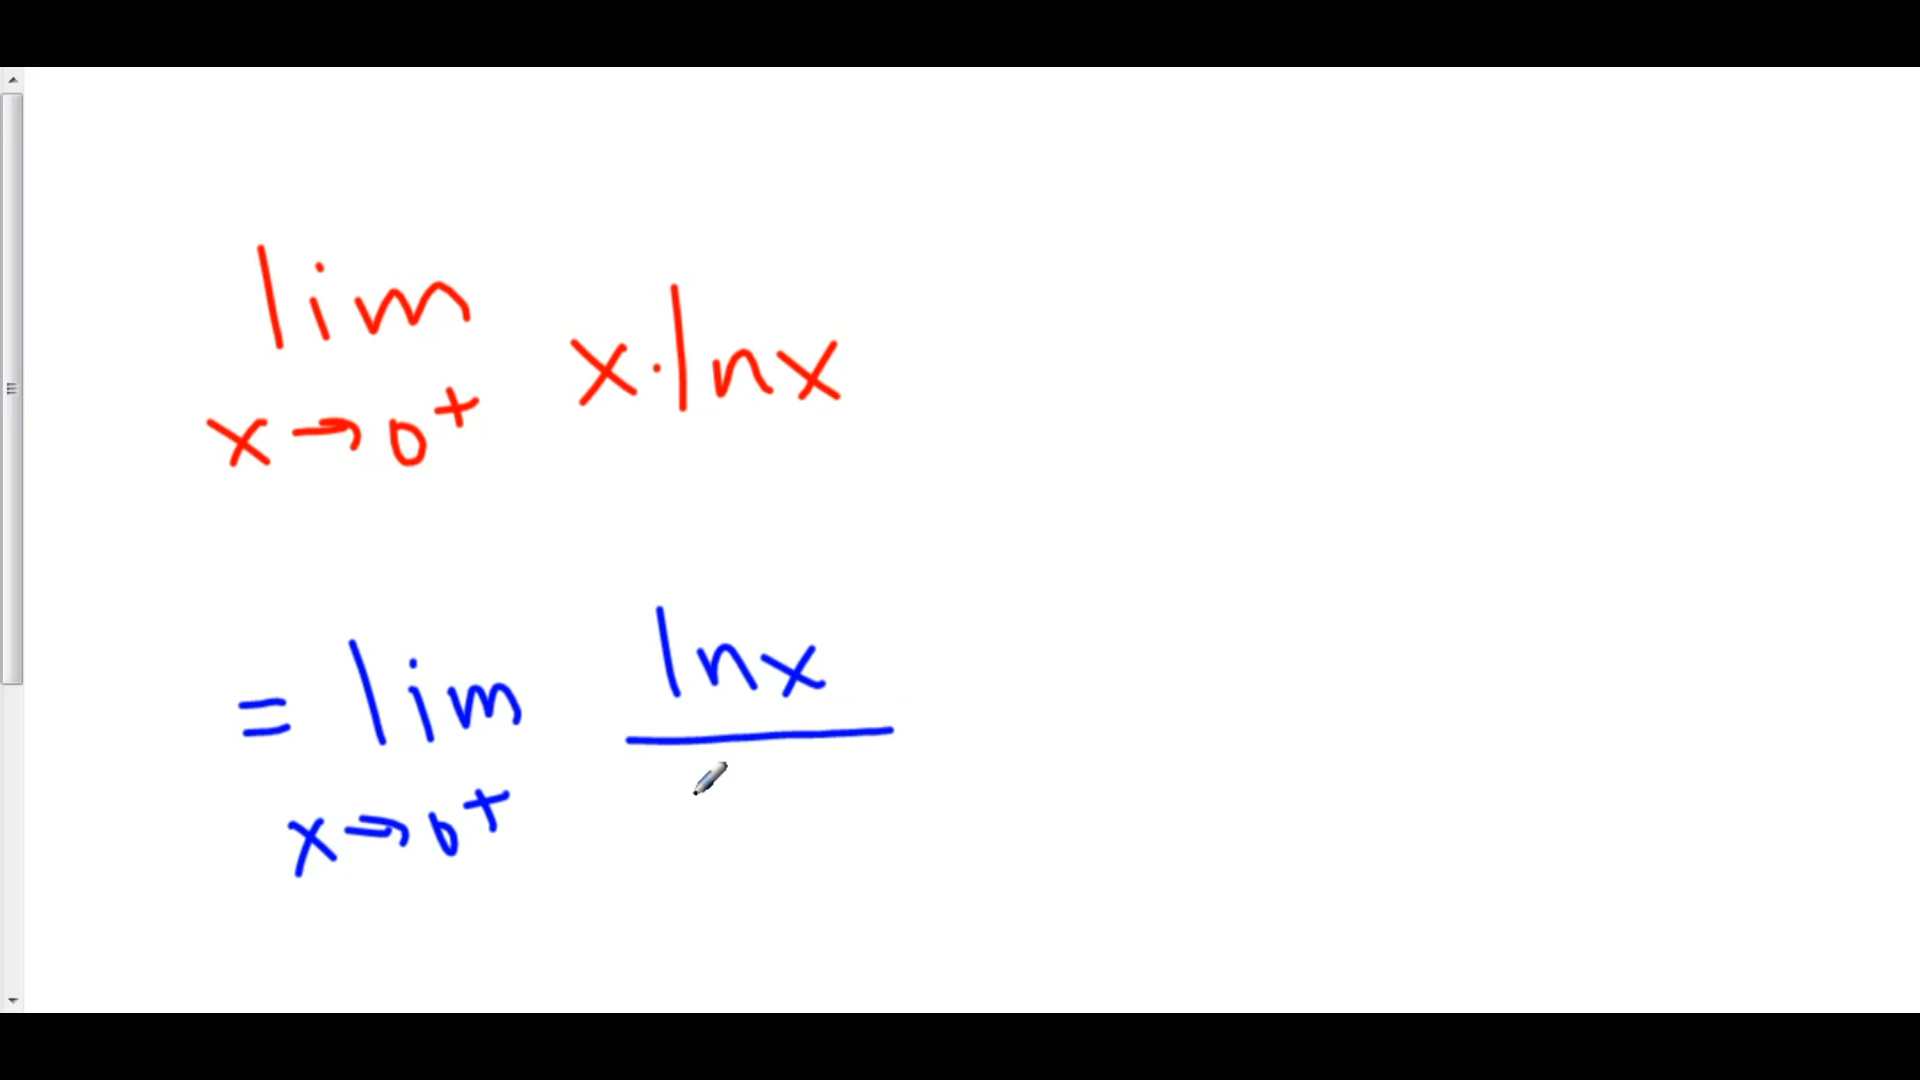 lim x·lnx
x→0⁺
= lim lnx
x→0⁺